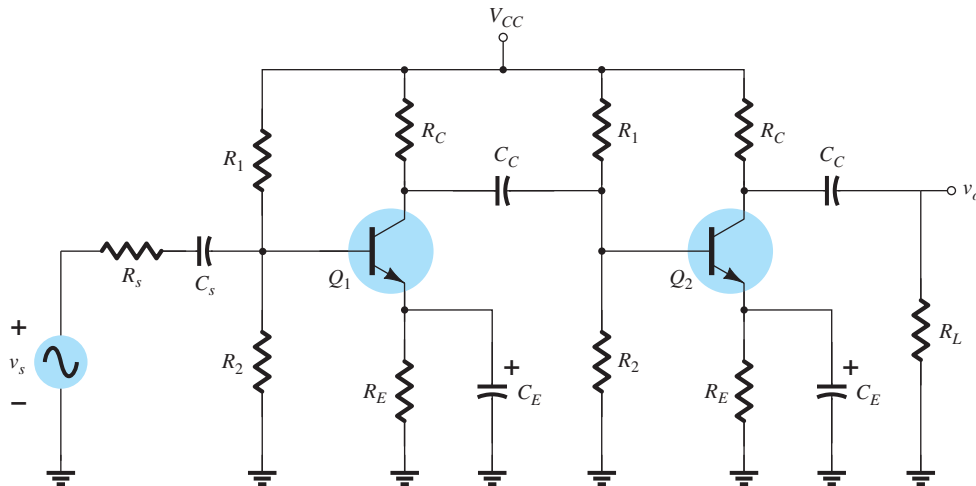 V_CC
R_1
R_C
C_C
R_1
R_C
C_C
v_o
R_s
C_s
Q_1
Q_2
+
v_s
−
R_2
R_E
+
C_E
R_2
R_E
+
C_E
R_L